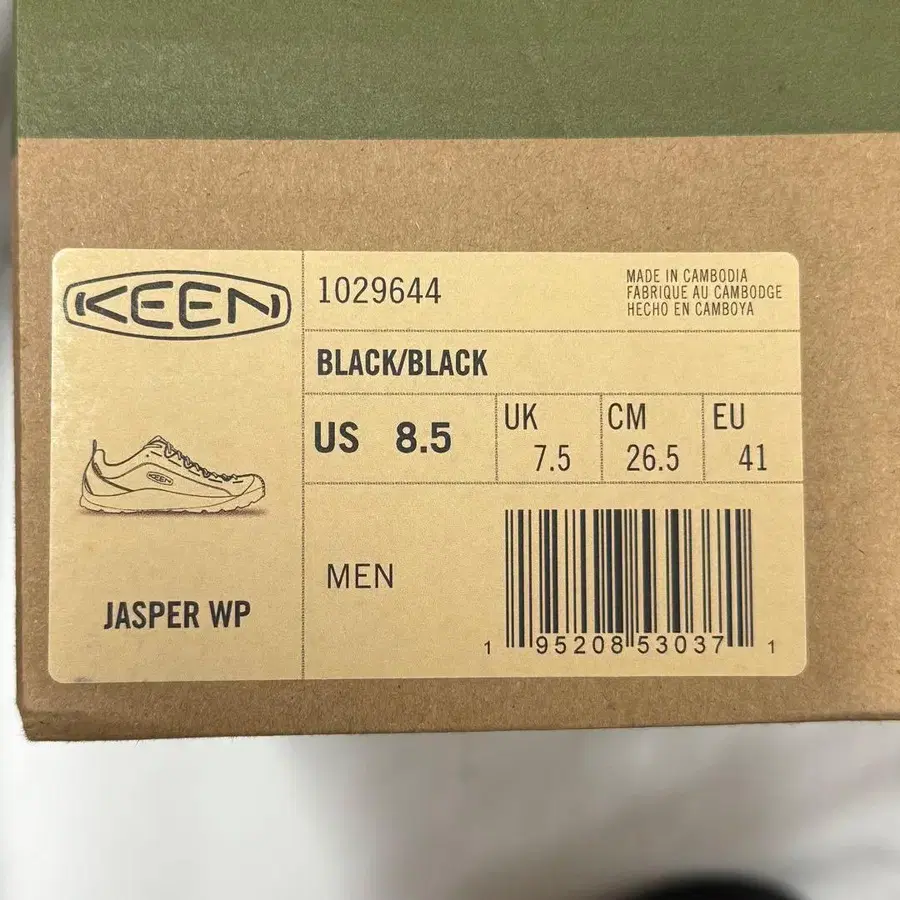 KEEN
1029644
MADE IN CAMBODIA
FABRIQUE AU CAMBODGE
HECHO EN CAMBOYA
BLACK/BLACK
US 8.5
UK 7.5
CM 26.5
EU 41
KEEN
JASPER WP
MEN
1 95208 53037 1